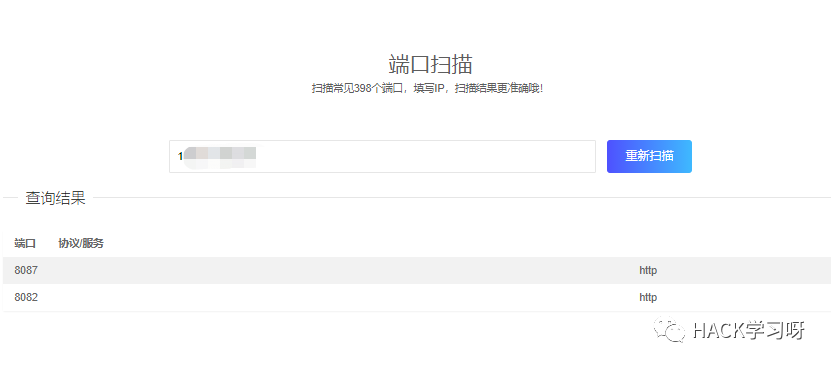 端口扫描
扫描常见398个端口，填写IP，扫描结果更准确哦！
1
重新扫描
查询结果
端口 协议/服务
8087 http
8082 http
HACK学习呀